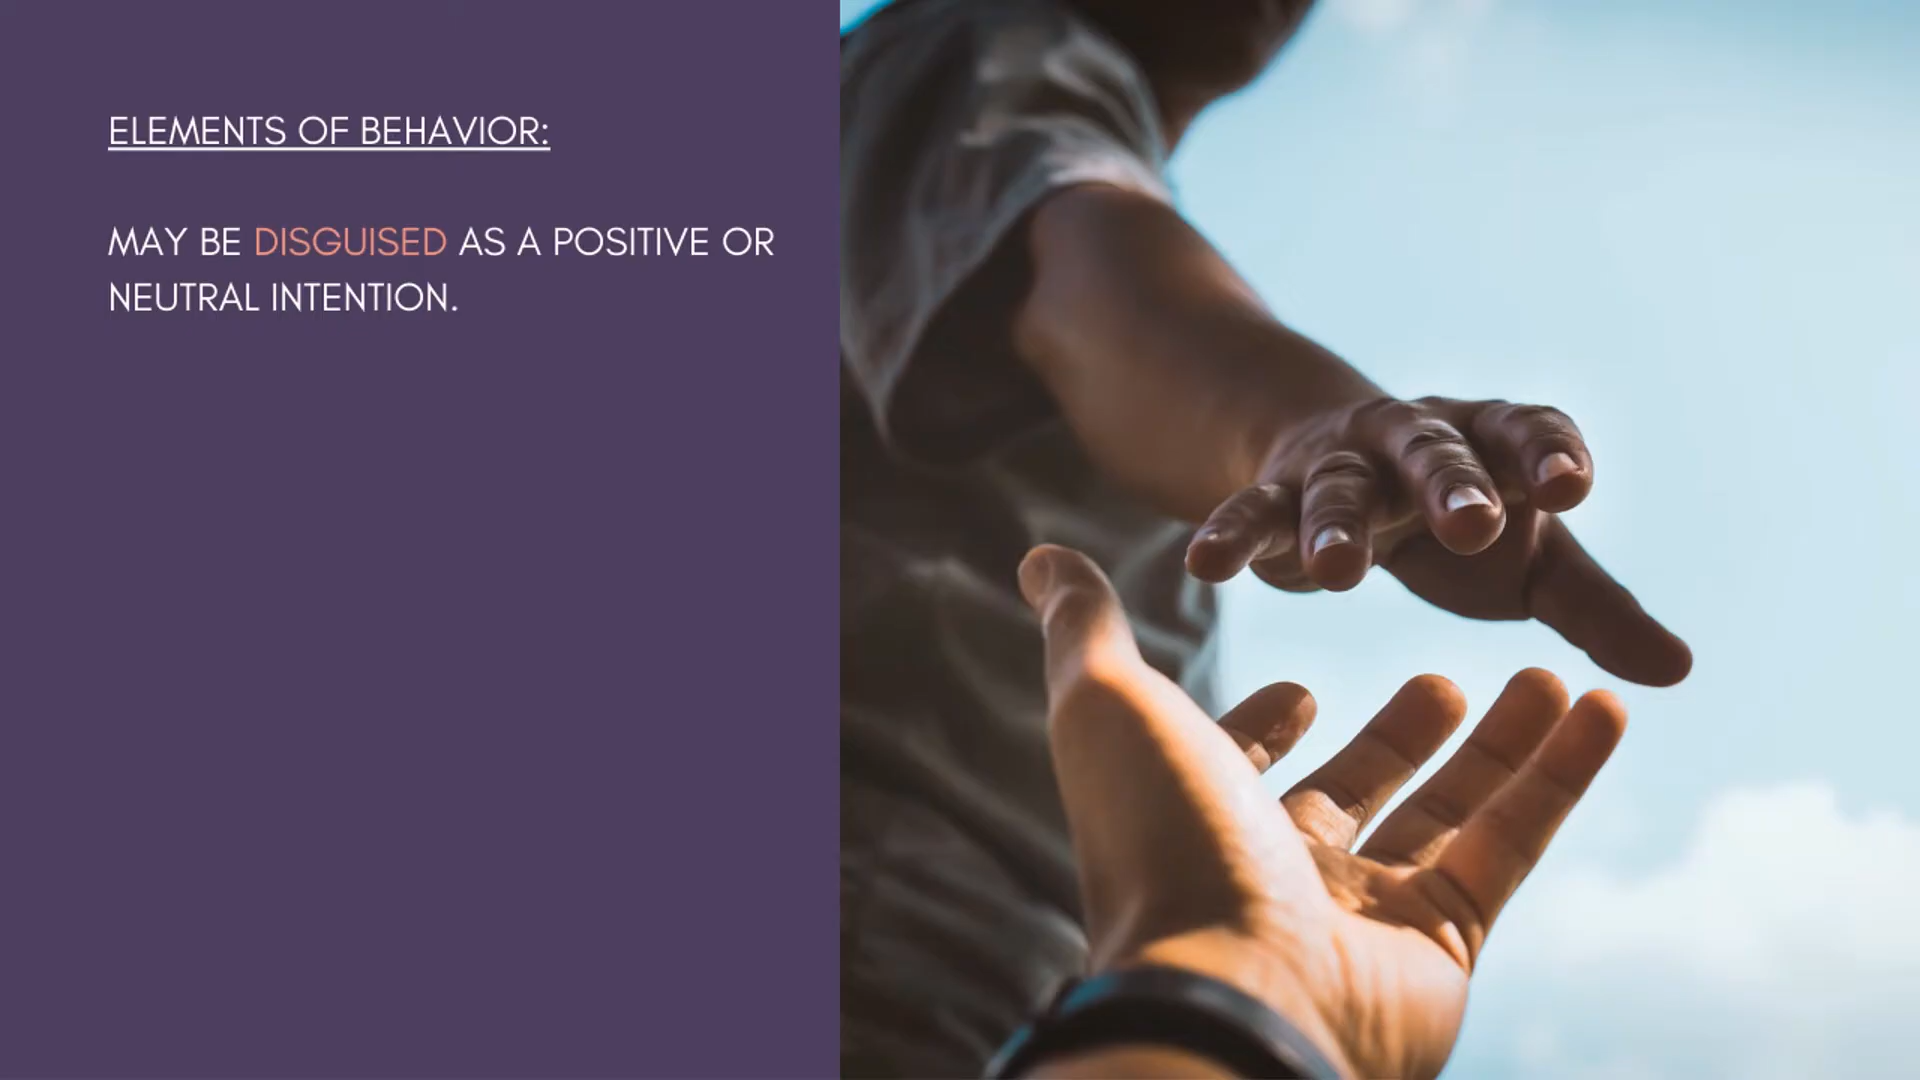 ELEMENTS OF BEHAVIOR:
MAY BE DISGUISED AS A POSITIVE OR
NEUTRAL INTENTION.